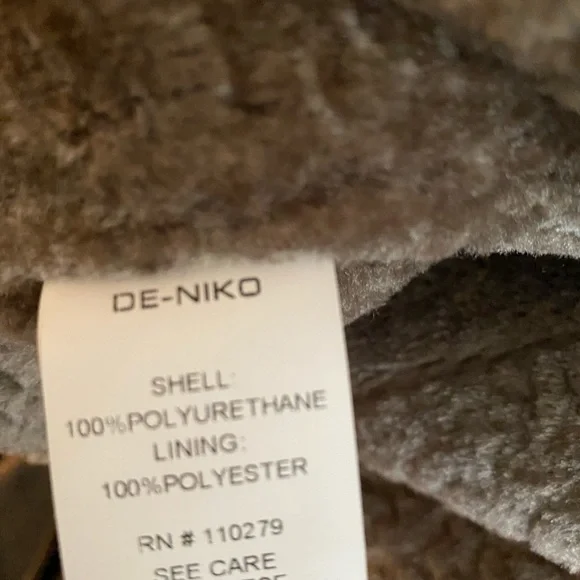 DE-NIKO
SHELL:
100%POLYURETHANE
LINING:
100%POLYESTER
RN # 110279
SEE CARE